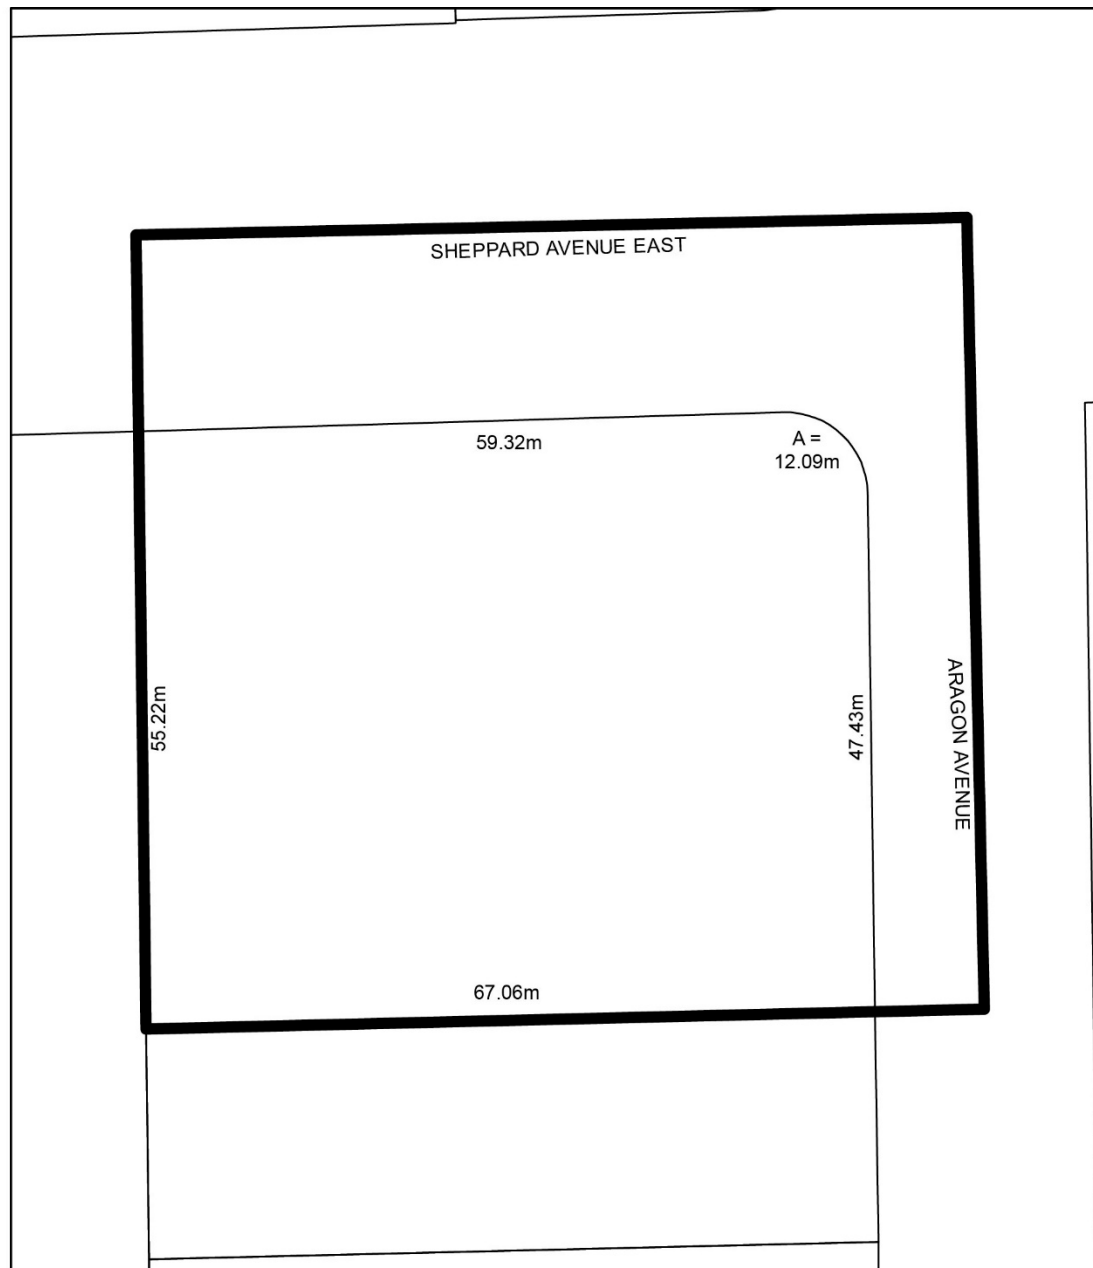 SHEPPARD AVENUE EAST
59.32m
A =
12.09m
55.22m
47.43m
ARAGON AVENUE
67.06m